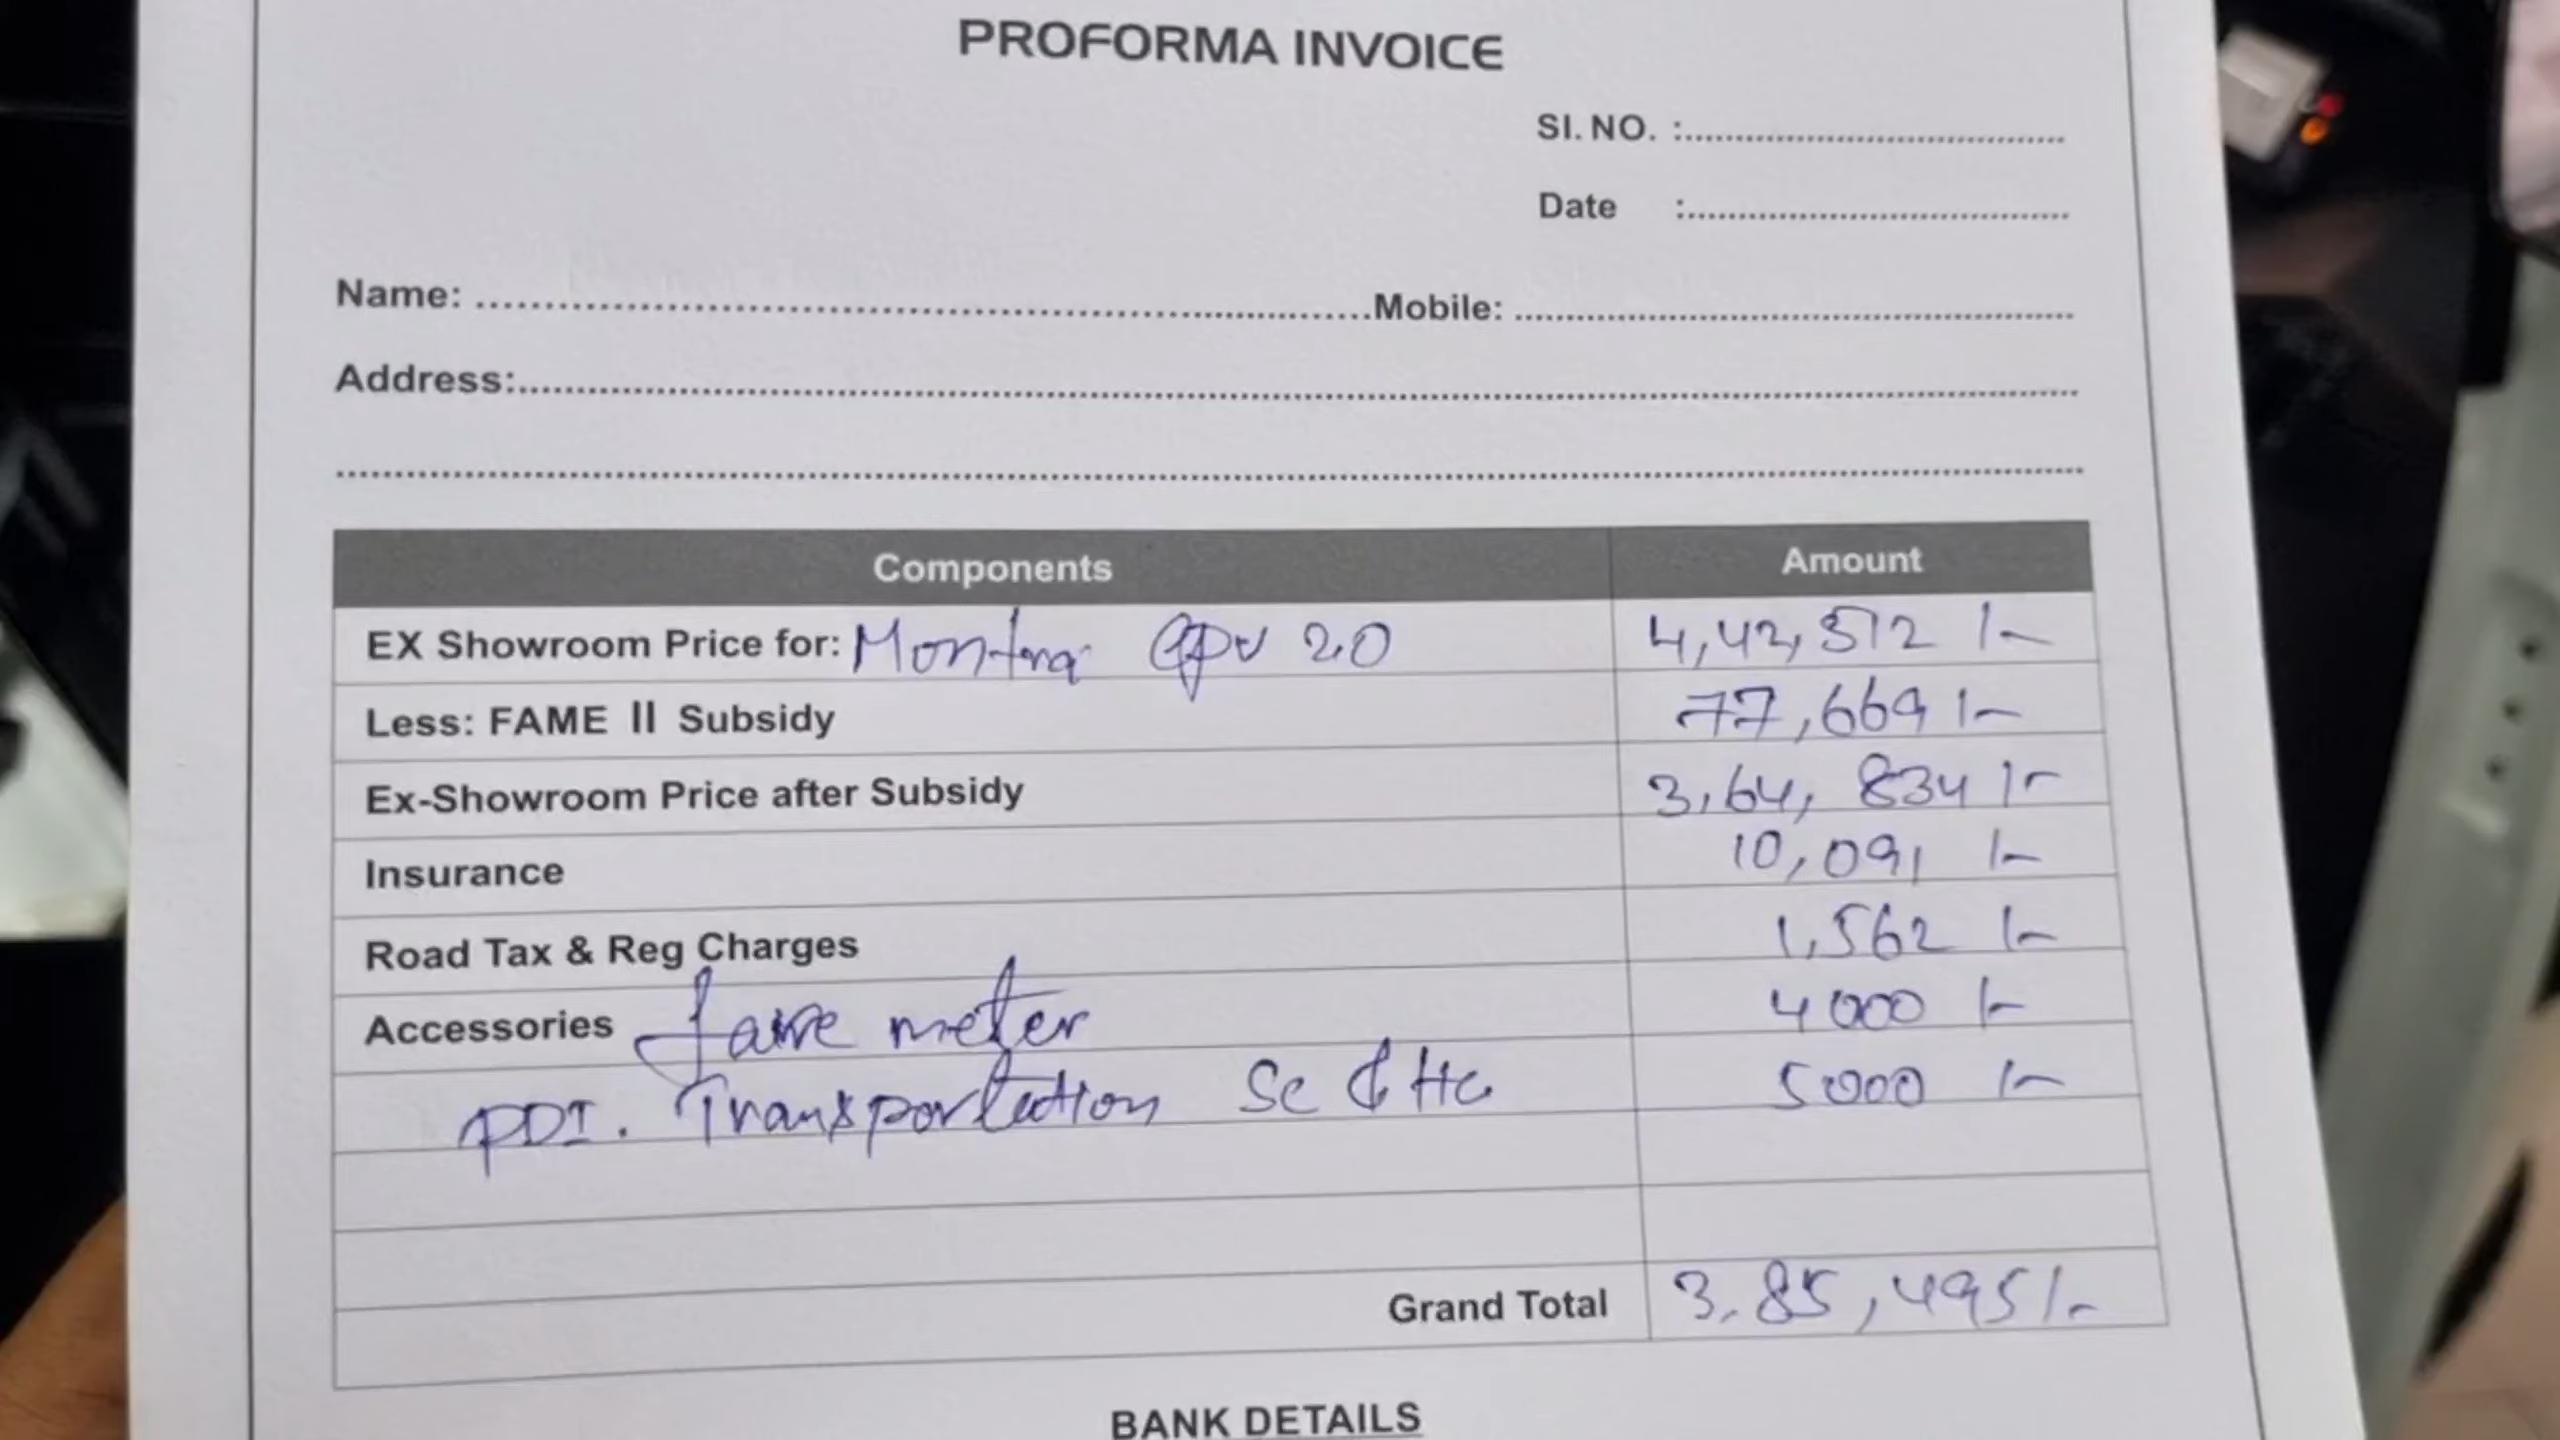 PROFORMA INVOICE
SI. NO. :
Date :
Name: Mobile:
Address:
Components Amount
EX Showroom Price for: Montra epv 2.0 4,42,512 /-
Less: FAME II Subsidy 77,669 /-
Ex-Showroom Price after Subsidy 3,64,834 /-
Insurance 10,091 /-
Road Tax & Reg Charges 1,562 /-
Accessories faire meter 4000 /-
PDI. Transportation Sc & Hc 5000 /-
Grand Total 3,85,495/-
BANK DETAILS